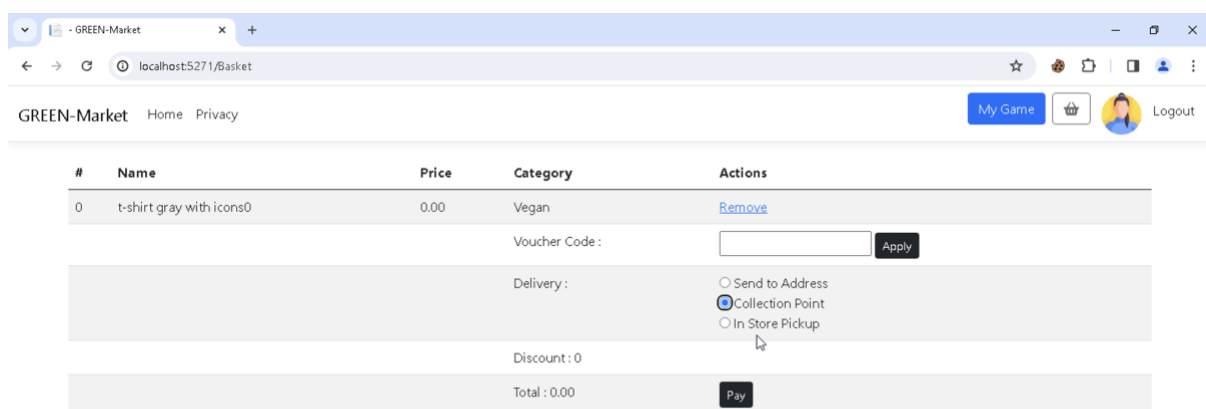 - GREEN-Market
localhost:5271/Basket
GREEN-Market Home Privacy My Game Logout
# Name Price Category Actions
0 t-shirt gray with icons0 0.00 Vegan Remove
Voucher Code : Apply
Delivery : Send to Address
Collection Point
In Store Pickup
Discount : 0
Total : 0.00 Pay